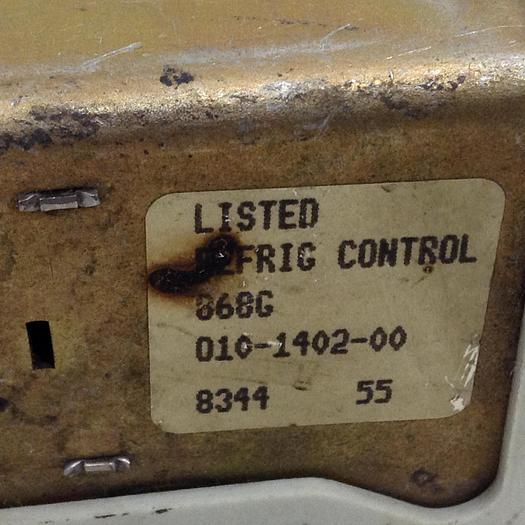 LISTED
REFRIG CONTROL
868G
010-1402-00
8344 55